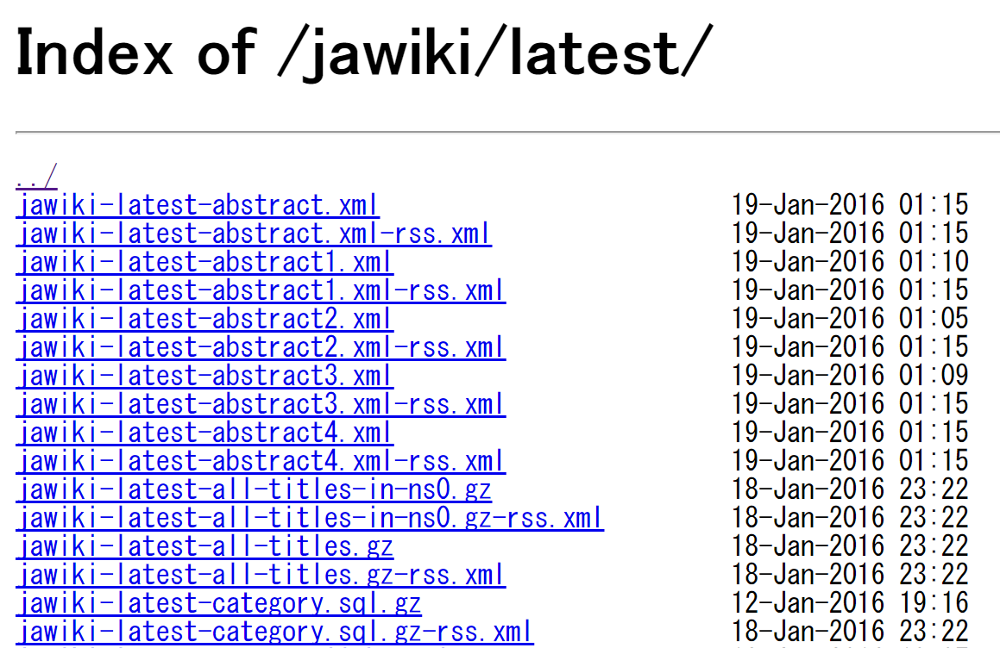 Index of /jawiki/latest/
../
jawiki-latest-abstract.xml 19-Jan-2016 01:15
jawiki-latest-abstract.xml-rss.xml 19-Jan-2016 01:15
jawiki-latest-abstract1.xml 19-Jan-2016 01:10
jawiki-latest-abstract1.xml-rss.xml 19-Jan-2016 01:15
jawiki-latest-abstract2.xml 19-Jan-2016 01:05
jawiki-latest-abstract2.xml-rss.xml 19-Jan-2016 01:15
jawiki-latest-abstract3.xml 19-Jan-2016 01:09
jawiki-latest-abstract3.xml-rss.xml 19-Jan-2016 01:15
jawiki-latest-abstract4.xml 19-Jan-2016 01:15
jawiki-latest-abstract4.xml-rss.xml 19-Jan-2016 01:15
jawiki-latest-all-titles-in-ns0.gz 18-Jan-2016 23:22
jawiki-latest-all-titles-in-ns0.gz-rss.xml 18-Jan-2016 23:22
jawiki-latest-all-titles.gz 18-Jan-2016 23:22
jawiki-latest-all-titles.gz-rss.xml 18-Jan-2016 23:22
jawiki-latest-category.sql.gz 12-Jan-2016 19:16
jawiki-latest-category.sql.gz-rss.xml 18-Jan-2016 23:22